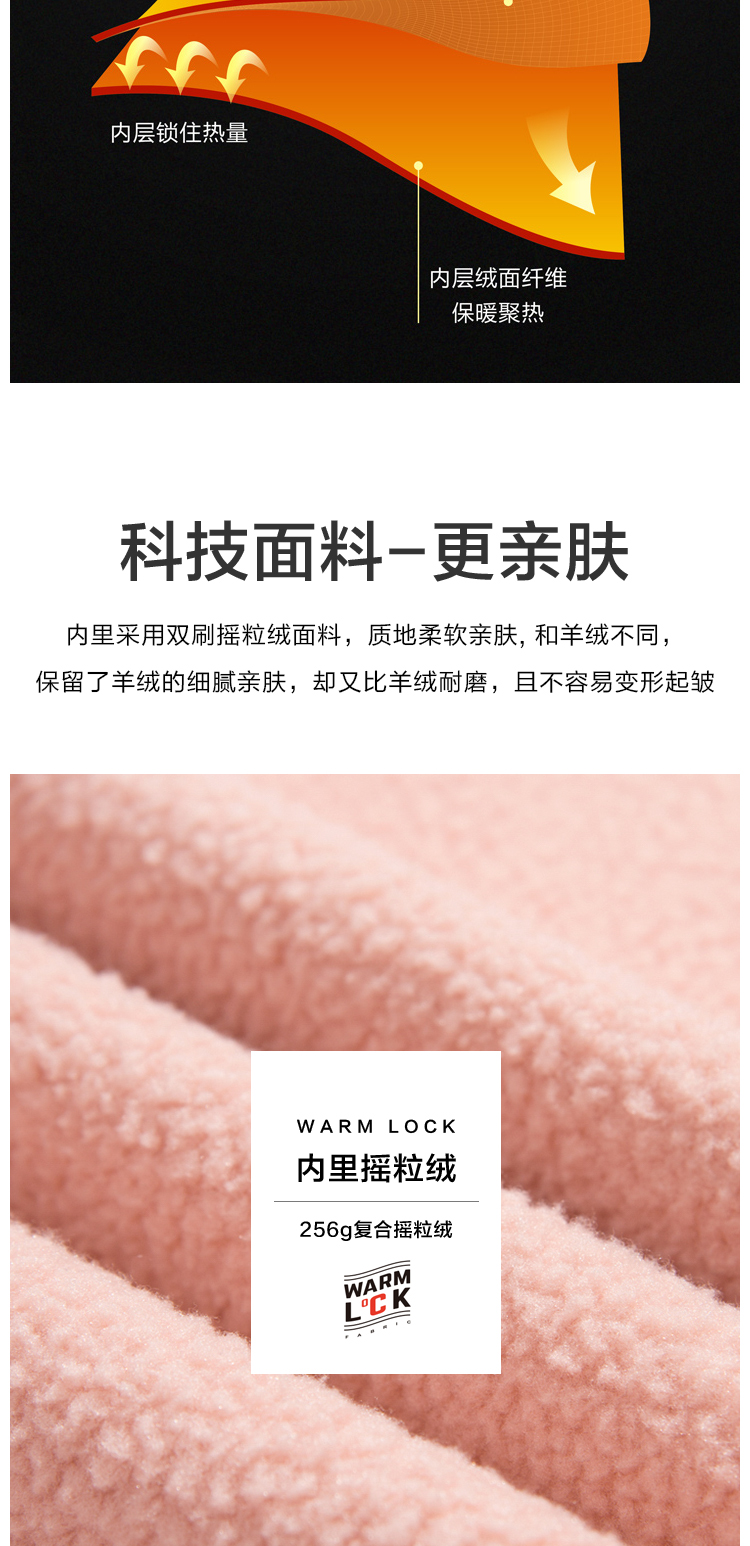 内层锁住热量
内层绒面纤维
保暖聚热
科技面料-更亲肤
内里采用双刷摇粒绒面料，质地柔软亲肤, 和羊绒不同，
保留了羊绒的细腻亲肤，却又比羊绒耐磨，且不容易变形起皱
WARM LOCK
内里摇粒绒
256g复合摇粒绒
WARM
L°CK
FABRIC